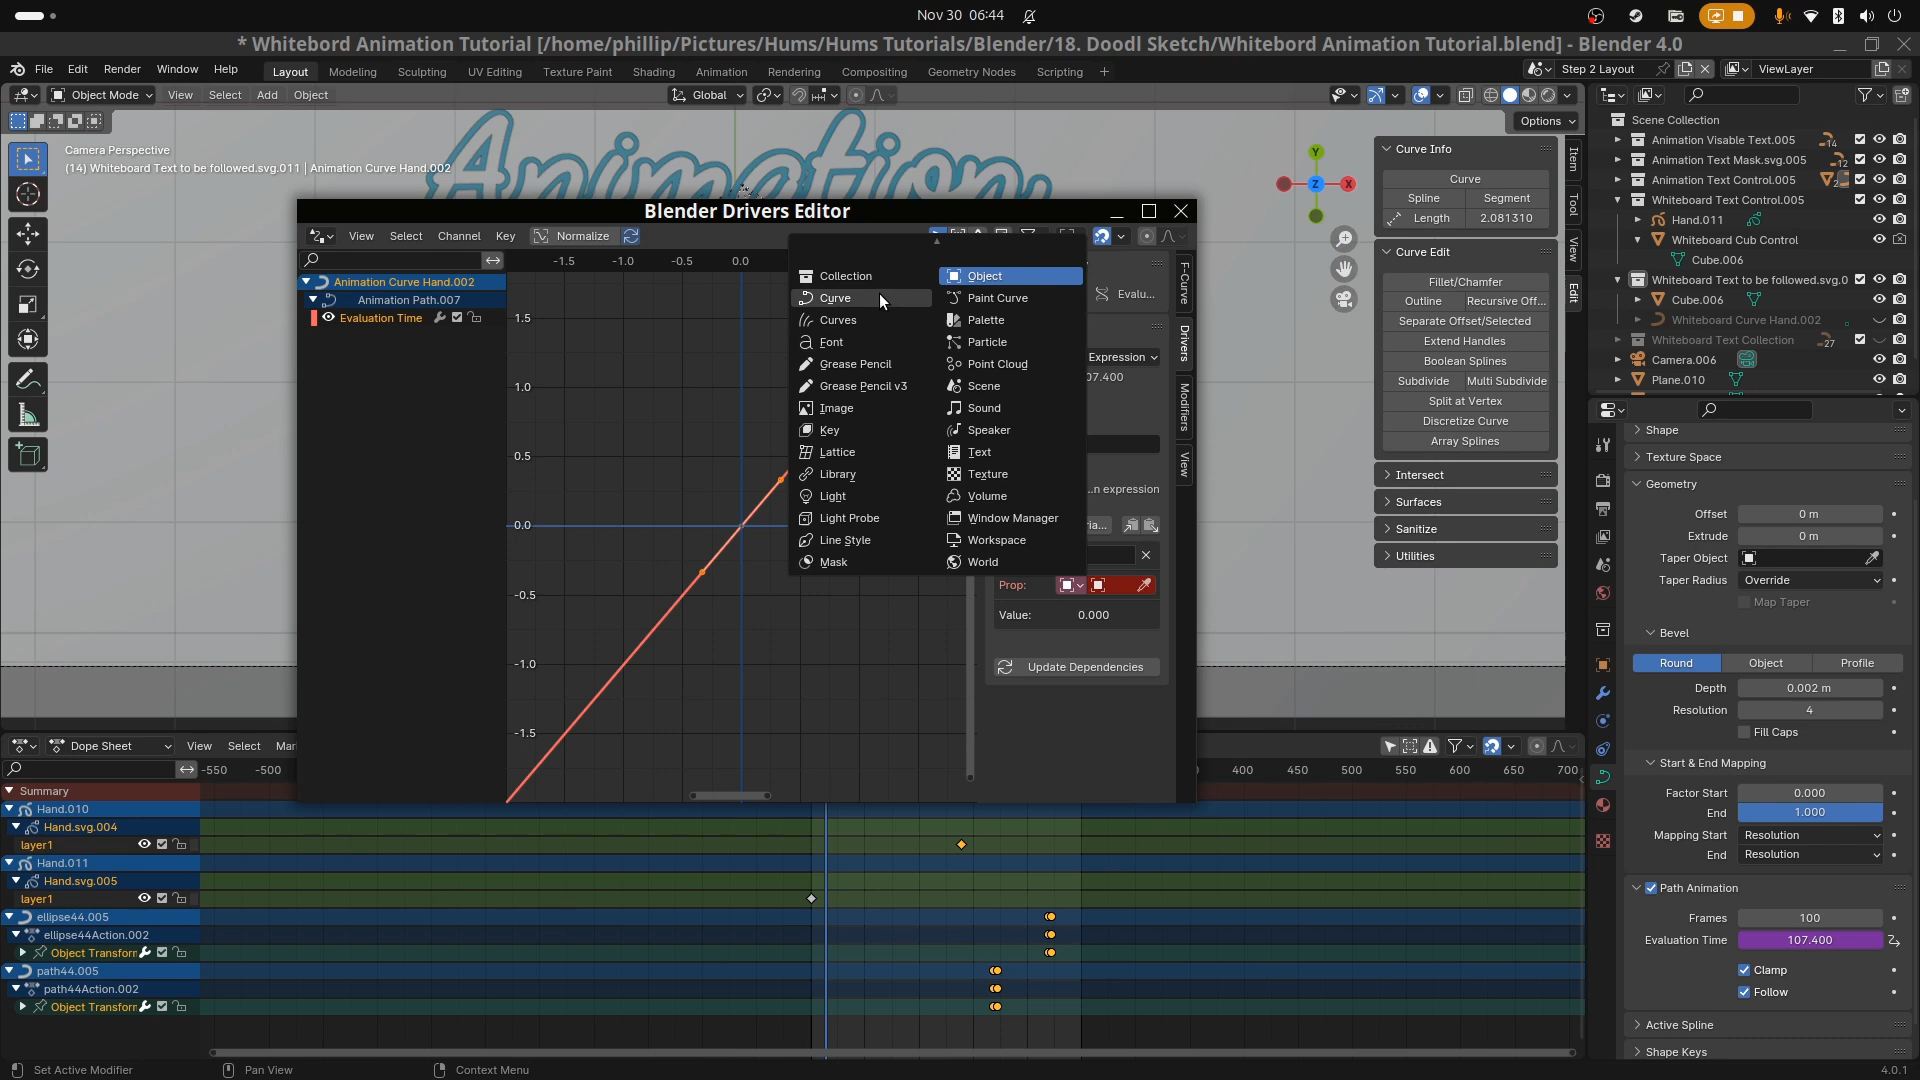 Nov 30 06:44
* Whitebord Animation Tutorial [/home/phillip/Pictures/Hums/Hums Tutorials/Blender/18. Doodl Sketch/Whitebord Animation Tutorial.blend] - Blender 4.0
File Edit Render Window Help Layout Modeling Sculpting UV Editing Texture Paint Shading Animation Rendering Compositing Geometry Nodes Scripting + Step 2 Layout ViewLayer
Object Mode View Select Add Object Global
Options
Camera Perspective
(14) Whiteboard Text to be followed.svg.011 | Animation Curve Hand.002
Animation
Y
Z
X
Curve Info
Curve
Spline Segment
Length 2.081310
Curve Edit
Fillet/Chamfer
Outline Recursive Off...
Separate Offset/Selected
Extend Handles
Boolean Splines
Subdivide Multi Subdivide
Split at Vertex
Discretize Curve
Array Splines
Intersect
Surfaces
Sanitize
Utilities
Item
Tool
View
Edit
Scene Collection
Animation Visable Text.005 14
Animation Text Mask.svg.005 12
Animation Text Control.005 2
Whiteboard Text Control.005
Hand.011
Whiteboard Cub Control
Cube.006
Whiteboard Text to be followed.svg.0
Cube.006
Whiteboard Curve Hand.002
Whiteboard Text Collection 27
Camera.006
Plane.010
Blender Drivers Editor
View Select Channel Key Normalize
-1.5 -1.0 -0.5 0.0
Animation Curve Hand.002
Animation Path.007
Evaluation Time
1.5
1.0
0.5
0.0
-0.5
-1.0
-1.5
Collection Object
Curve Paint Curve
Curves Palette
Font Particle
Grease Pencil Point Cloud
Grease Pencil v3 Scene
Image Sound
Key Speaker
Lattice Text
Library Texture
Light Volume
Light Probe Window Manager
Line Style Workspace
Mask World
Evalu...
Expression
07.400
..n expression
ria...
Prop:
Value: 0.000
Update Dependencies
F-Curve
Drivers
Modifiers
View
Shape
Texture Space
Geometry
Offset 0 m
Extrude 0 m
Taper Object
Taper Radius Override
Map Taper
Bevel
Round Object Profile
Depth 0.002 m
Resolution 4
Fill Caps
Start & End Mapping
Factor Start 0.000
End 1.000
Mapping Start Resolution
End Resolution
Path Animation
Frames 100
Evaluation Time 107.400
Clamp
Follow
Active Spline
Shape Keys
Dope Sheet View Select Mar
-550 -500 400 450 500 550 600 650 700
Summary
Hand.010
Hand.svg.004
layer1
Hand.011
Hand.svg.005
layer1
ellipse44.005
ellipse44Action.002
Object Transforr
path44.005
path44Action.002
Object Transforr
Set Active Modifier Pan View Context Menu 4.0.1